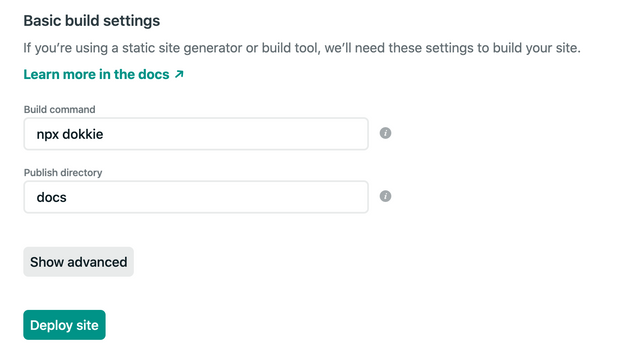 Basic build settings
If you’re using a static site generator or build tool, we’ll need these settings to build your site.
Learn more in the docs ↗
Build command
npx dokkie
i
Publish directory
docs
i
Show advanced
Deploy site